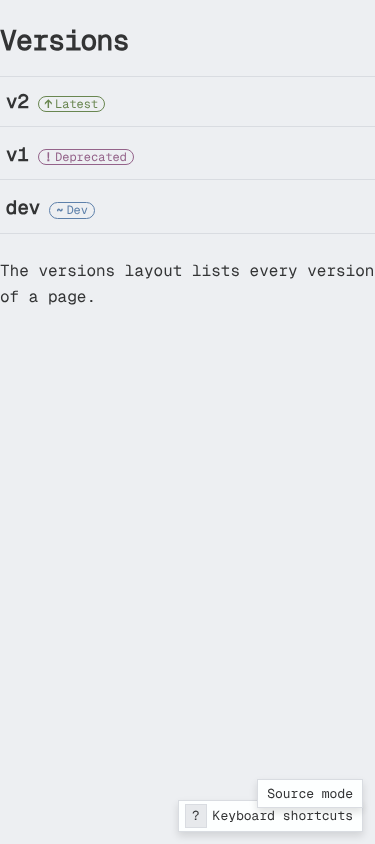 Versions
v2 ↑ Latest
v1 ! Deprecated
dev ~ Dev
The versions layout lists every version
of a page.
Source mode
? Keyboard shortcuts